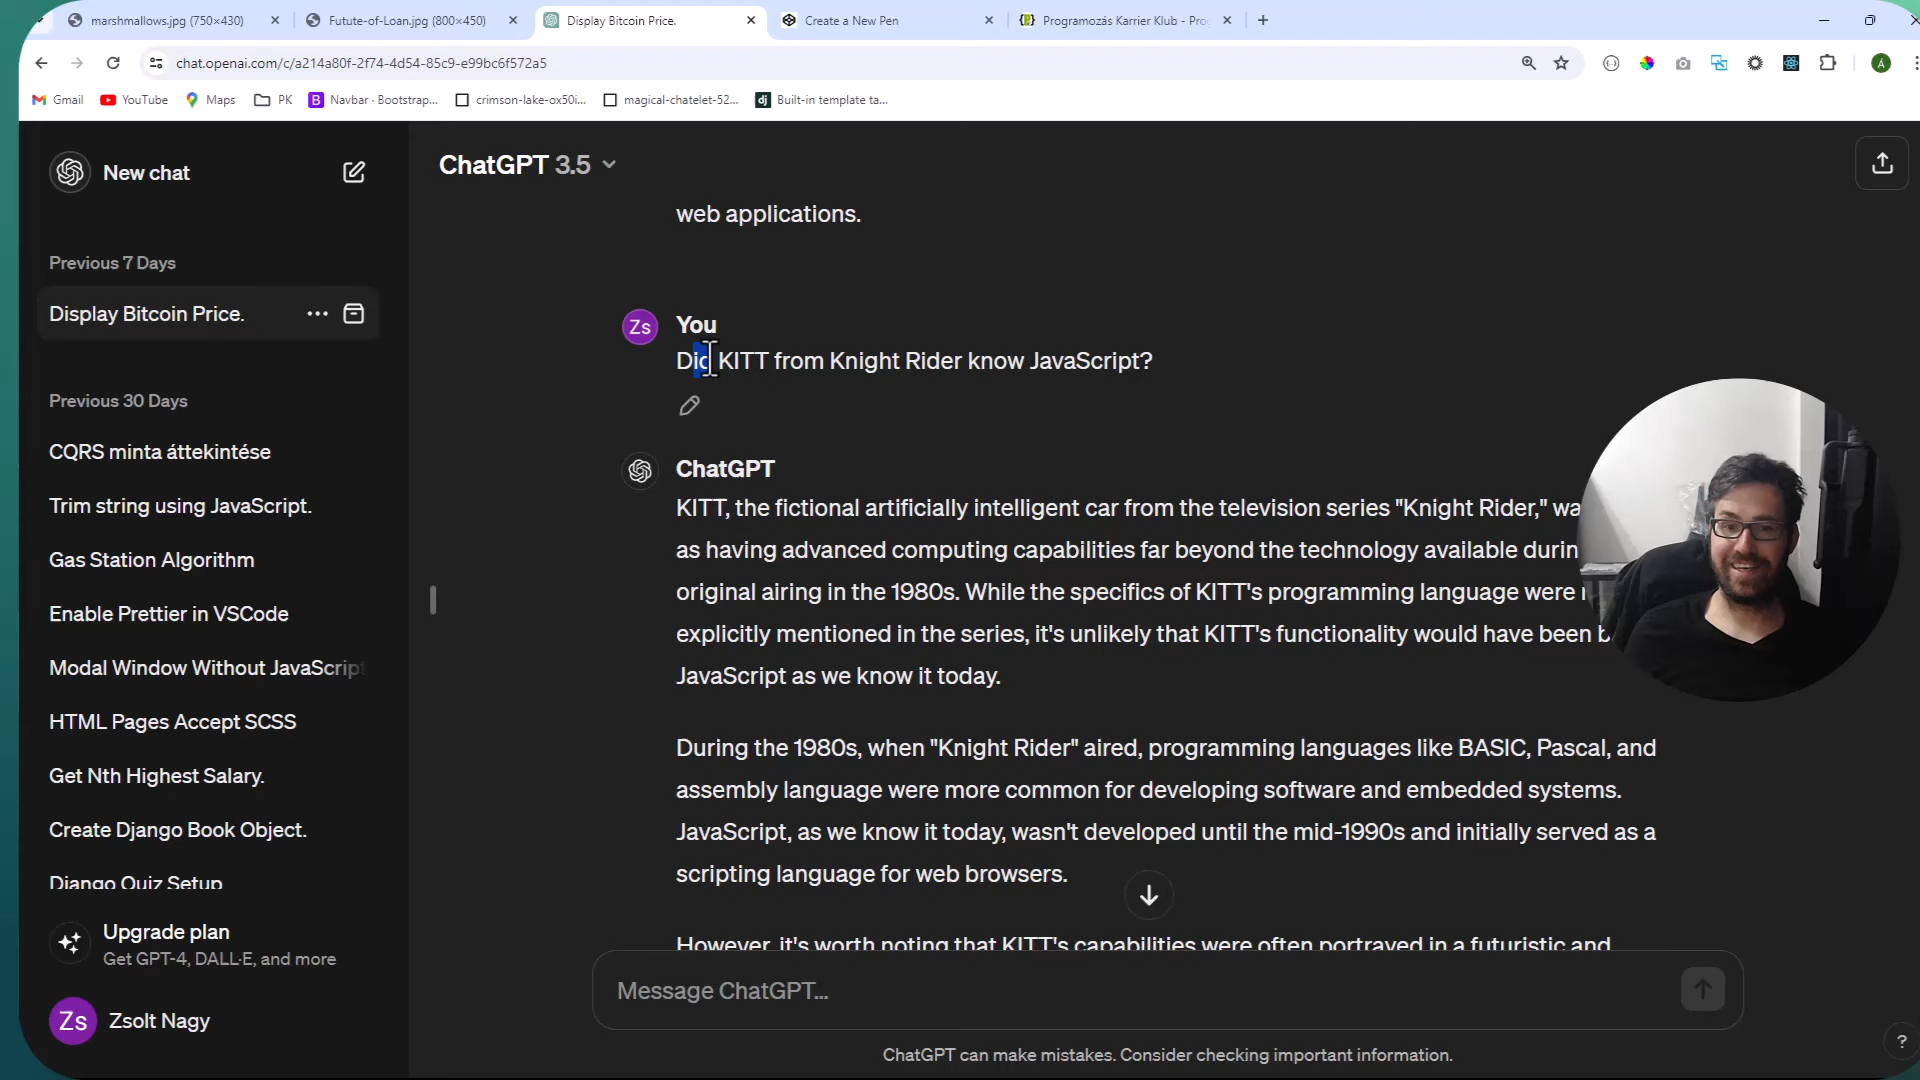 marshmallows.jpg (750×430)
Futute-of-Loan.jpg (800×450)
Display Bitcoin Price.
Create a New Pen
Programozás Karrier Klub - Pro
chat.openai.com/c/a214a80f-2f74-4d54-85c9-e99bc6f572a5
Á
Gmail
YouTube
Maps
PK
Navbar · Bootstrap...
crimson-lake-ox50i...
magical-chatelet-52...
Built-in template ta...
New chat
Previous 7 Days
Display Bitcoin Price.
Previous 30 Days
CQRS minta áttekintése
Trim string using JavaScript.
Gas Station Algorithm
Enable Prettier in VSCode
Modal Window Without JavaScript
HTML Pages Accept SCSS
Get Nth Highest Salary.
Create Django Book Object.
Django Quiz Setup
Upgrade plan
Get GPT-4, DALL·E, and more
Zs
Zsolt Nagy
ChatGPT 3.5
web applications.
Zs
You
Did KITT from Knight Rider know JavaScript?
ChatGPT
KITT, the fictional artificially intelligent car from the television series "Knight Rider,"
as having advanced computing capabilities far beyond the technology available
original airing in the 1980s. While the specifics of KITT's programming language were
explicitly mentioned in the series, it's unlikely that KITT's functionality would have been
JavaScript as we know it today.
During the 1980s, when "Knight Rider" aired, programming languages like BASIC, Pascal, and
assembly language were more common for developing software and embedded systems.
JavaScript, as we know it today, wasn't developed until the mid-1990s and initially served as a
scripting language for web browsers.
However, it's worth noting that KITT's capabilities were often portrayed in a futuristic and
Message ChatGPT...
ChatGPT can make mistakes. Consider checking important information.
?